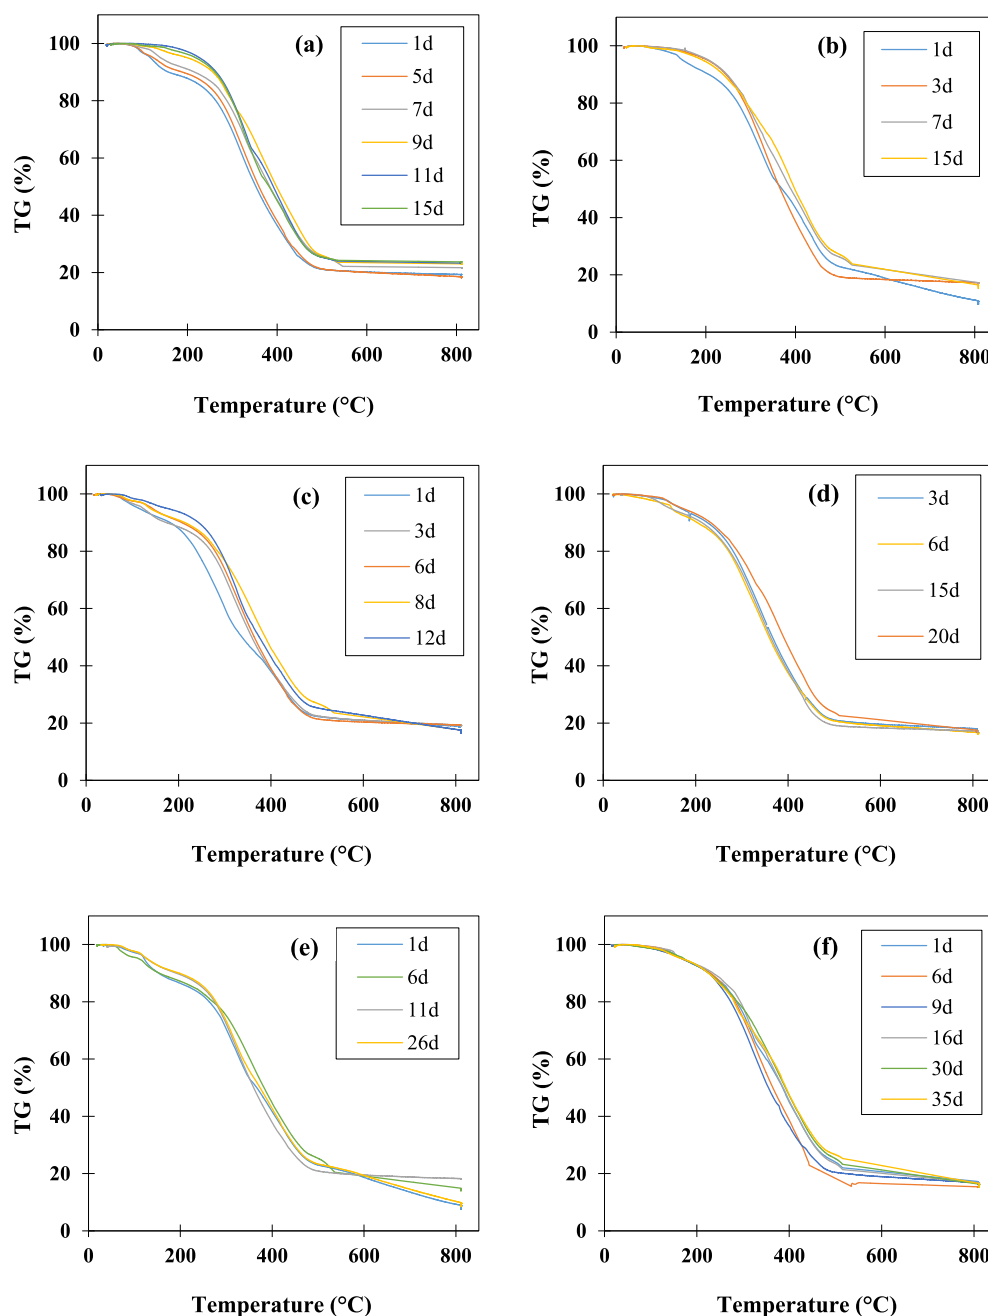 (a)
1d
5d
7d
9d
11d
15d
100
80
60
40
20
0
0 200 400 600 800
TG (%)
Temperature (°C)
(b)
1d
3d
7d
15d
100
80
60
40
20
0
0 200 400 600 800
TG (%)
Temperature (°C)
(c)
1d
3d
6d
8d
12d
100
80
60
40
20
0
0 200 400 600 800
TG (%)
Temperature (°C)
(d)
3d
6d
15d
20d
100
80
60
40
20
0
0 200 400 600 800
TG (%)
Temperature (°C)
(e)
1d
6d
11d
26d
100
80
60
40
20
0
0 200 400 600 800
TG (%)
Temperature (°C)
(f)
1d
6d
9d
16d
30d
35d
100
80
60
40
20
0
0 200 400 600 800
TG (%)
Temperature (°C)